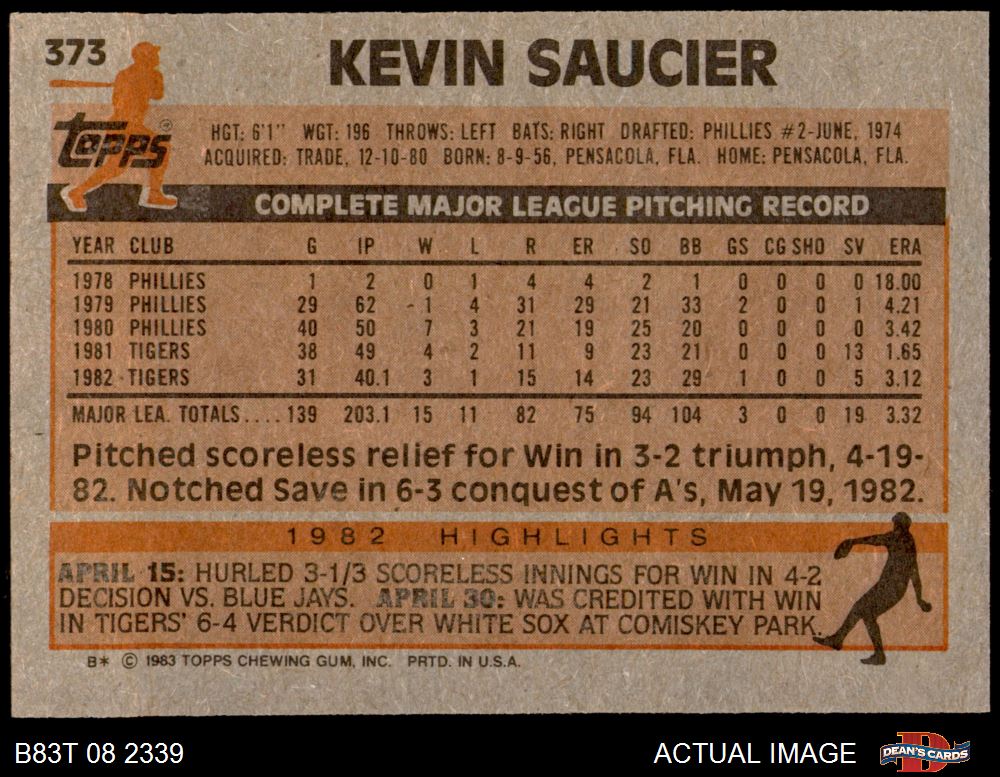 373
KEVIN SAUCIER
Topps
HGT: 6'1" WGT: 196 THROWS: LEFT BATS: RIGHT DRAFTED: PHILLIES #2-JUNE, 1974
ACQUIRED: TRADE, 12-10-80 BORN: 8-9-56, PENSACOLA, FLA. HOME: PENSACOLA, FLA.
COMPLETE MAJOR LEAGUE PITCHING RECORD
YEAR CLUB G IP W L R ER SO BB GS CG SHO SV ERA
1978 PHILLIES 1 2 0 1 4 4 2 1 0 0 0 0 18.00
1979 PHILLIES 29 62 1 4 31 29 21 33 2 0 0 1 4.21
1980 PHILLIES 40 50 7 3 21 19 25 20 0 0 0 0 3.42
1981 TIGERS 38 49 4 2 11 9 23 21 0 0 0 13 1.65
1982 TIGERS 31 40.1 3 1 15 14 23 29 1 0 0 5 3.12
MAJOR LEA. TOTALS.... 139 203.1 15 11 82 75 94 104 3 0 0 19 3.32
Pitched scoreless relief for Win in 3-2 triumph, 4-19-
82. Notched Save in 6-3 conquest of A's, May 19, 1982.
1982 HIGHLIGHTS
APRIL 15: HURLED 3-1/3 SCORELESS INNINGS FOR WIN IN 4-2
DECISION VS. BLUE JAYS. APRIL 30: WAS CREDITED WITH WIN
IN TIGERS' 6-4 VERDICT OVER WHITE SOX AT COMISKEY PARK.
B* © 1983 TOPPS CHEWING GUM, INC. PRTD. IN U.S.A.
B83T 08 2339
ACTUAL IMAGE
DEAN'S CARDS